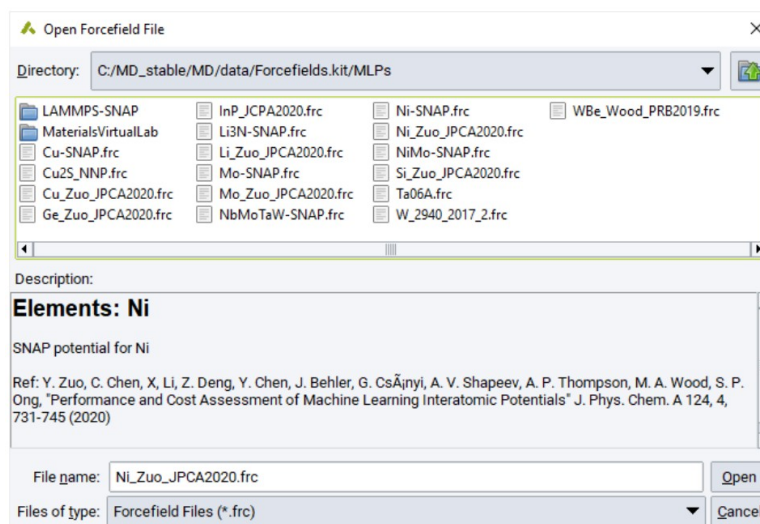 Open Forcefield File
Directory: C:/MD_stable/MD/data/Forcefields.kit/MLPs
LAMMPS-SNAP InP_JCPA2020.frc Ni-SNAP.frc WBe_Wood_PRB2019.frc
MaterialsVirtualLab Li3N-SNAP.frc Ni_Zuo_JPCA2020.frc
Cu-SNAP.frc Li_Zuo_JPCA2020.frc NiMo-SNAP.frc
Cu2S_NNP.frc Mo-SNAP.frc Si_Zuo_JPCA2020.frc
Cu_Zuo_JPCA2020.frc Mo_Zuo_JPCA2020.frc Ta06A.frc
Ge_Zuo_JPCA2020.frc NbMoTaW-SNAP.frc W_2940_2017_2.frc
Description:
Elements: Ni
SNAP potential for Ni
Ref: Y. Zuo, C. Chen, X, Li, Z. Deng, Y. Chen, J. Behler, G. CsÃ¡nyi, A. V. Shapeev, A. P. Thompson, M. A. Wood, S. P.
Ong, "Performance and Cost Assessment of Machine Learning Interatomic Potentials" J. Phys. Chem. A 124, 4,
731-745 (2020)
File name: Ni_Zuo_JPCA2020.frc Open
Files of type: Forcefield Files (*.frc) Cancel